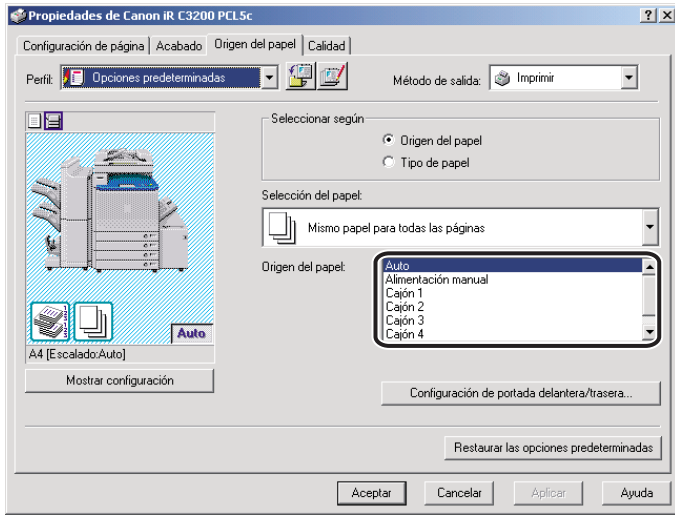 Propiedades de Canon iR C3200 PCL5c
Configuración de página Acabado Origen del papel Calidad
Perfil: Opciones predeterminadas
Método de salida: Imprimir
Seleccionar según
Origen del papel
Tipo de papel
Selección del papel:
Mismo papel para todas las páginas
Origen del papel:
Auto
Alimentación manual
Cajón 1
Cajón 2
Cajón 3
Cajón 4
Auto
A4 [Escalado:Auto]
Mostrar configuración
Configuración de portada delantera/trasera...
Restaurar las opciones predeterminadas
Aceptar Cancelar Aplicar Ayuda